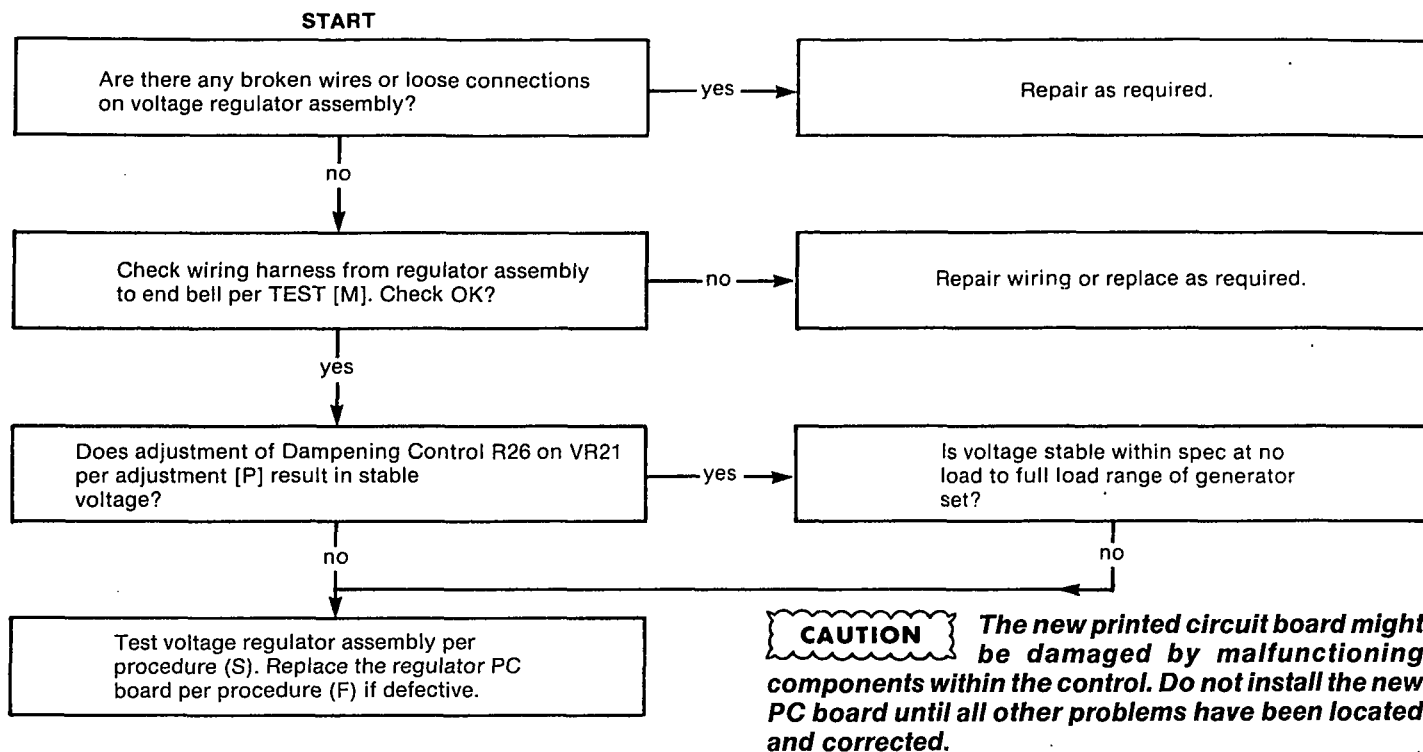 START
Are there any broken wires or loose connections
on voltage regulator assembly?
yes
Repair as required.
no
Check wiring harness from regulator assembly
to end bell per TEST [M]. Check OK?
no
Repair wiring or replace as required.
yes
Does adjustment of Dampening Control R26 on VR21
per adjustment [P] result in stable
voltage?
yes
Is voltage stable within spec at no
load to full load range of generator
set?
no
no
Test voltage regulator assembly per
procedure (S). Replace the regulator PC
board per procedure (F) if defective.
CAUTION The new printed circuit board might
be damaged by malfunctioning
components within the control. Do not install the new
PC board until all other problems have been located
and corrected.